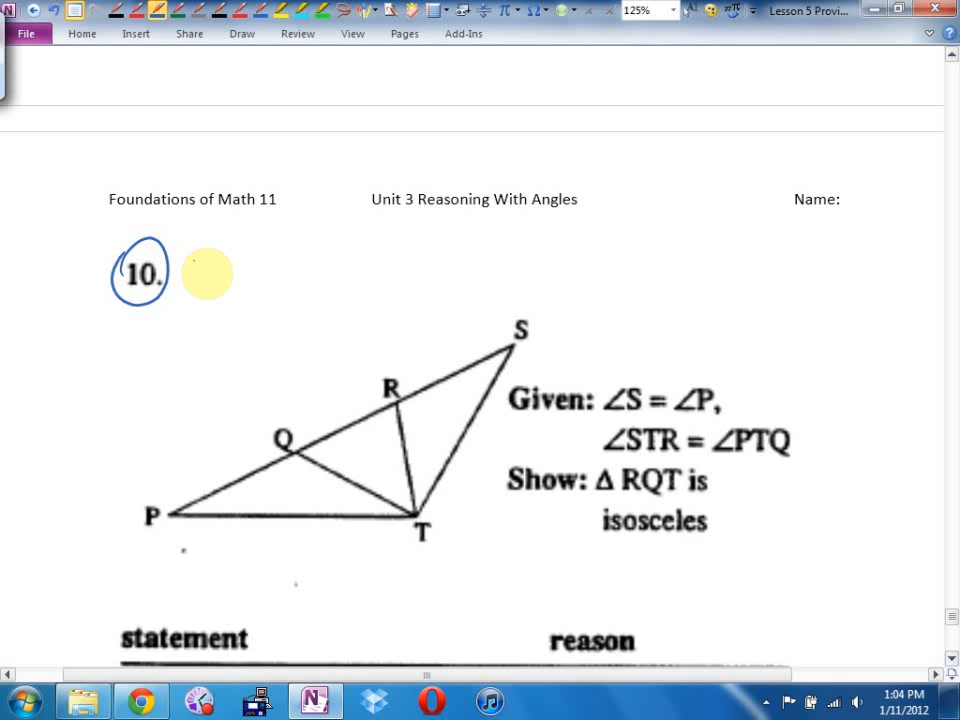 125%
Lesson 5 Provi...
File Home Insert Share Draw Review View Pages Add-Ins
Foundations of Math 11 Unit 3 Reasoning With Angles Name:
10.
S
R
Q
P
T
Given: ∠S = ∠P,
∠STR = ∠PTQ
Show: Δ RQT is
isosceles
statement reason
1:04 PM
1/11/2012